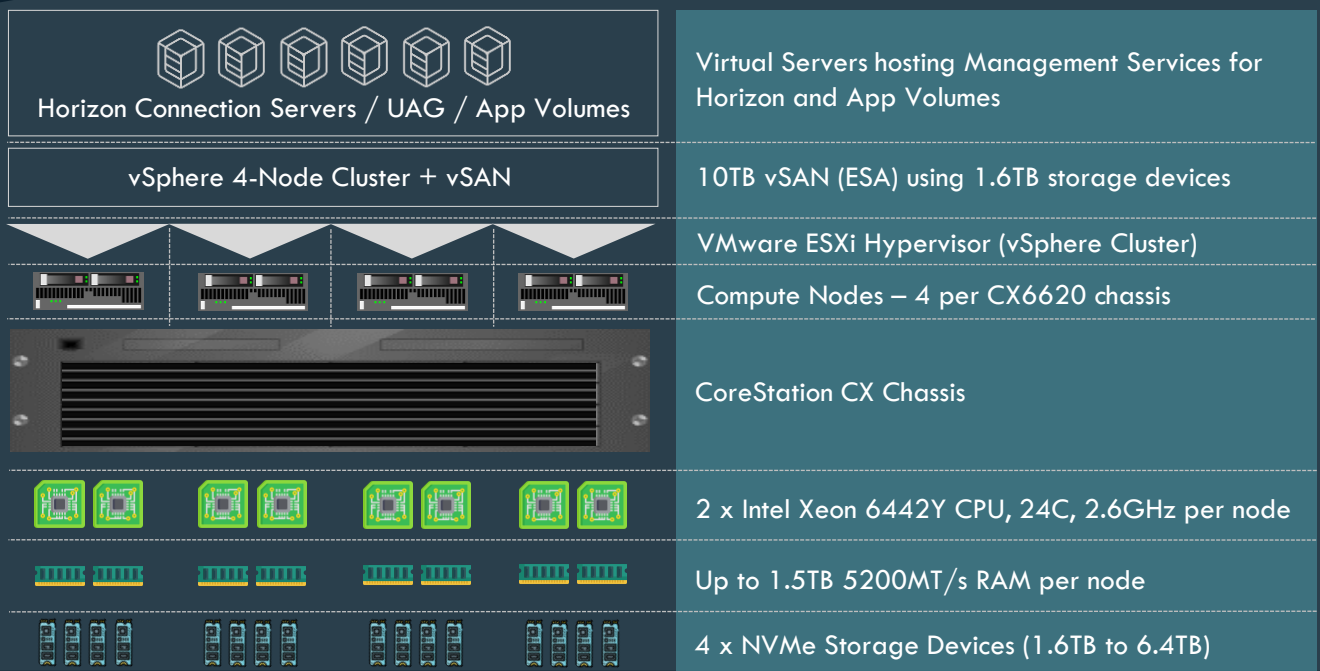 Horizon Connection Servers / UAG / App Volumes
Virtual Servers hosting Management Services for
Horizon and App Volumes
vSphere 4-Node Cluster + vSAN
10TB vSAN (ESA) using 1.6TB storage devices
VMware ESXi Hypervisor (vSphere Cluster)
Compute Nodes – 4 per CX6620 chassis
CoreStation CX Chassis
2 x Intel Xeon 6442Y CPU, 24C, 2.6GHz per node
Up to 1.5TB 5200MT/s RAM per node
4 x NVMe Storage Devices (1.6TB to 6.4TB)